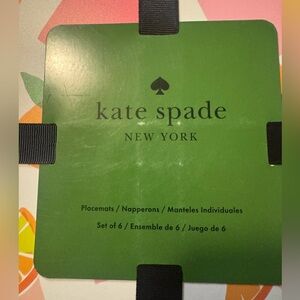 kate spade
NEW YORK
Placemats / Napperons / Manteles Individuales
Set of 6 / Ensemble de 6 / Juego de 6